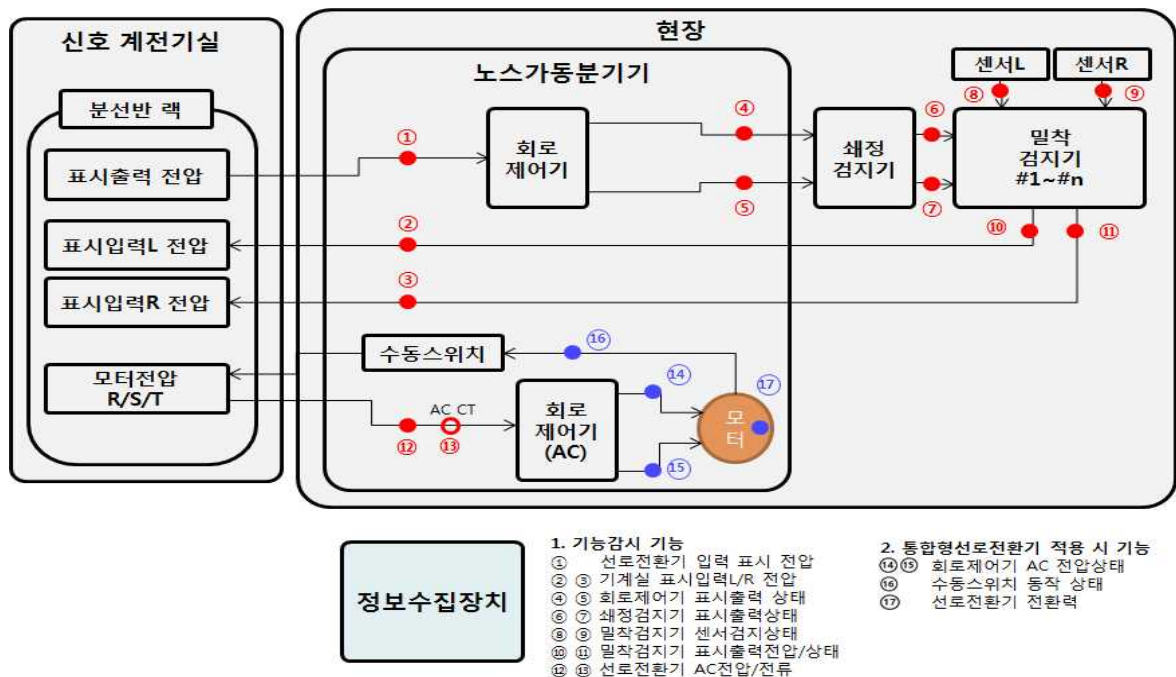 신호 계전기실
분선반 랙
표시출력 전압
표시입력L 전압
표시입력R 전압
모터전압
R/S/T
현장
노스가동분기기
센서L
센서R
⑧
⑨
①
회로
제어기
④
⑤
쇄정
검지기
⑥
⑦
밀착
검지기
#1~#n
⑩
⑪
②
③
수동스위치
⑯
⑭
⑰
AC CT
⑫
⑬
회로
제어기
(AC)
모
터
⑮
정보수집장치
1. 기능감시 기능
① 선로전환기 입력 표시 전압
② ③ 기계실 표시입력L/R 전압
④ ⑤ 회로제어기 표시출력 상태
⑥ ⑦ 쇄정검지기 표시출력상태
⑧ ⑨ 밀착검지기 센서검지상태
⑩ ⑪ 밀착검지기 표시출력전압/상태
⑫ ⑬ 선로전환기 AC전압/전류
2. 통합형선로전환기 적용 시 기능
⑭⑮ 회로제어기 AC 전압상태
⑯ 수동스위치 동작 상태
⑰ 선로전환기 전환력